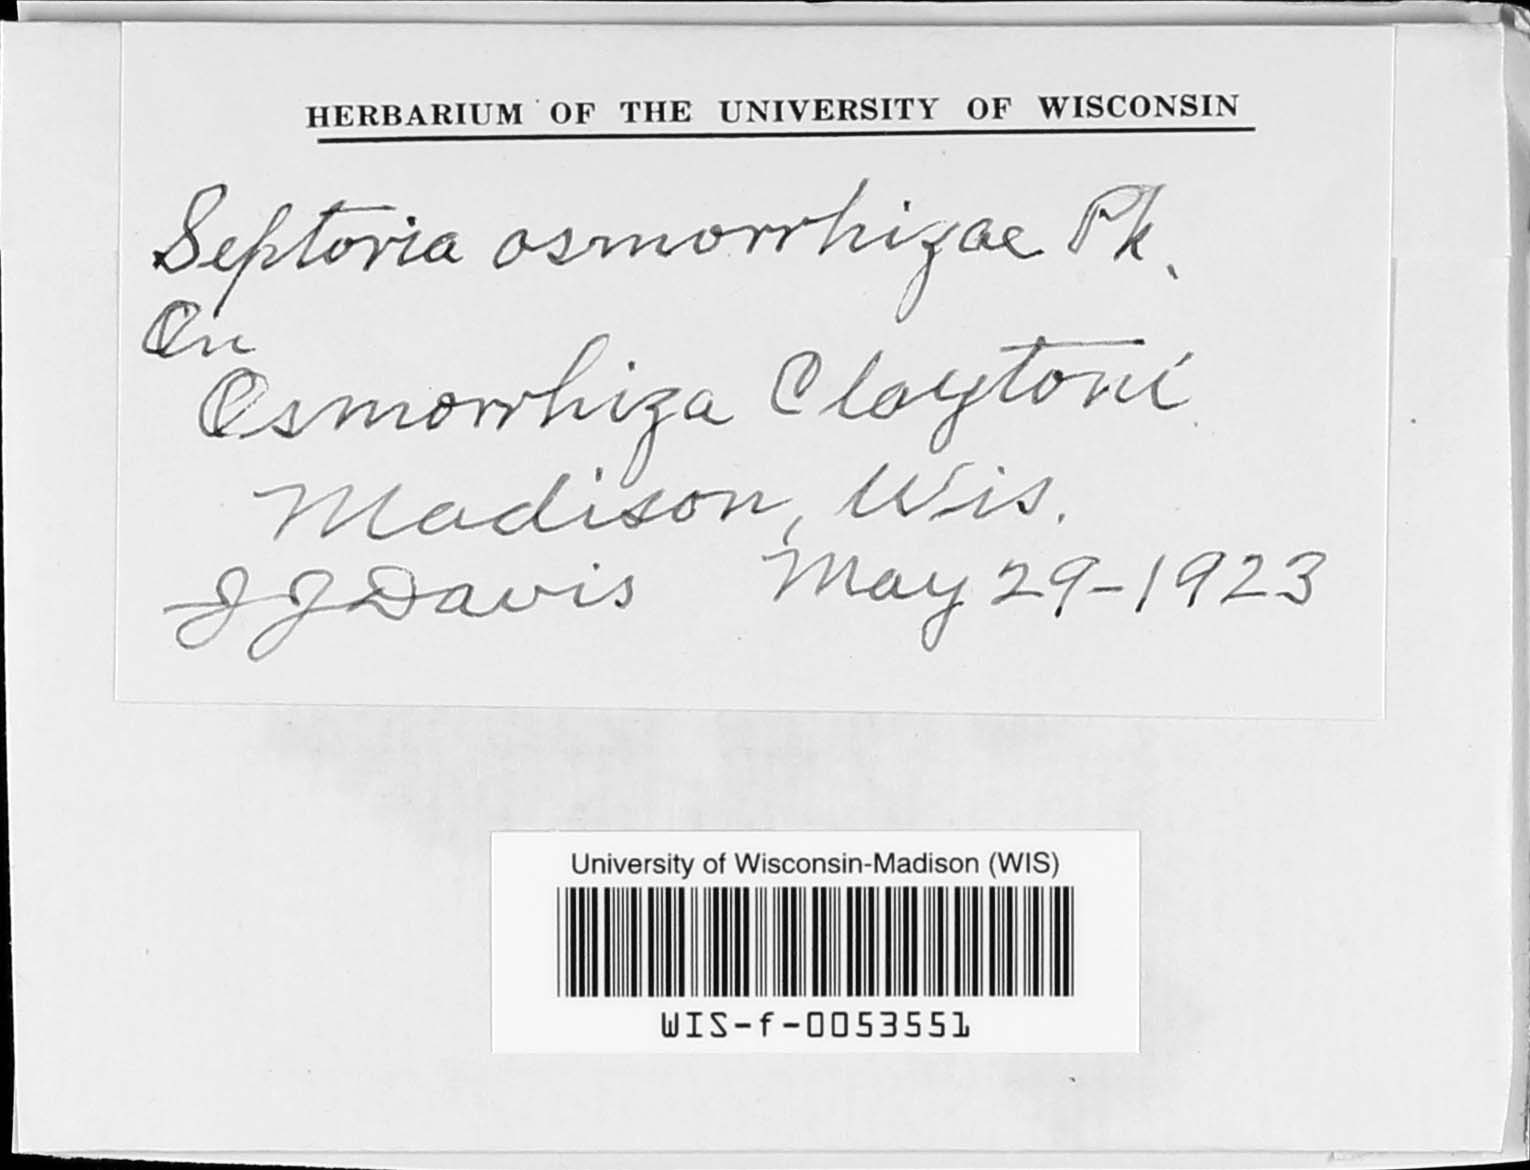 HERBARIUM OF THE UNIVERSITY OF WISCONSIN
Septoria osmorrhizae Pk.
On
Osmorrhiza Claytoni
Madison, Wis.
J J Davis May 29-1923
University of Wisconsin-Madison (WIS)
WIS-f-0053551